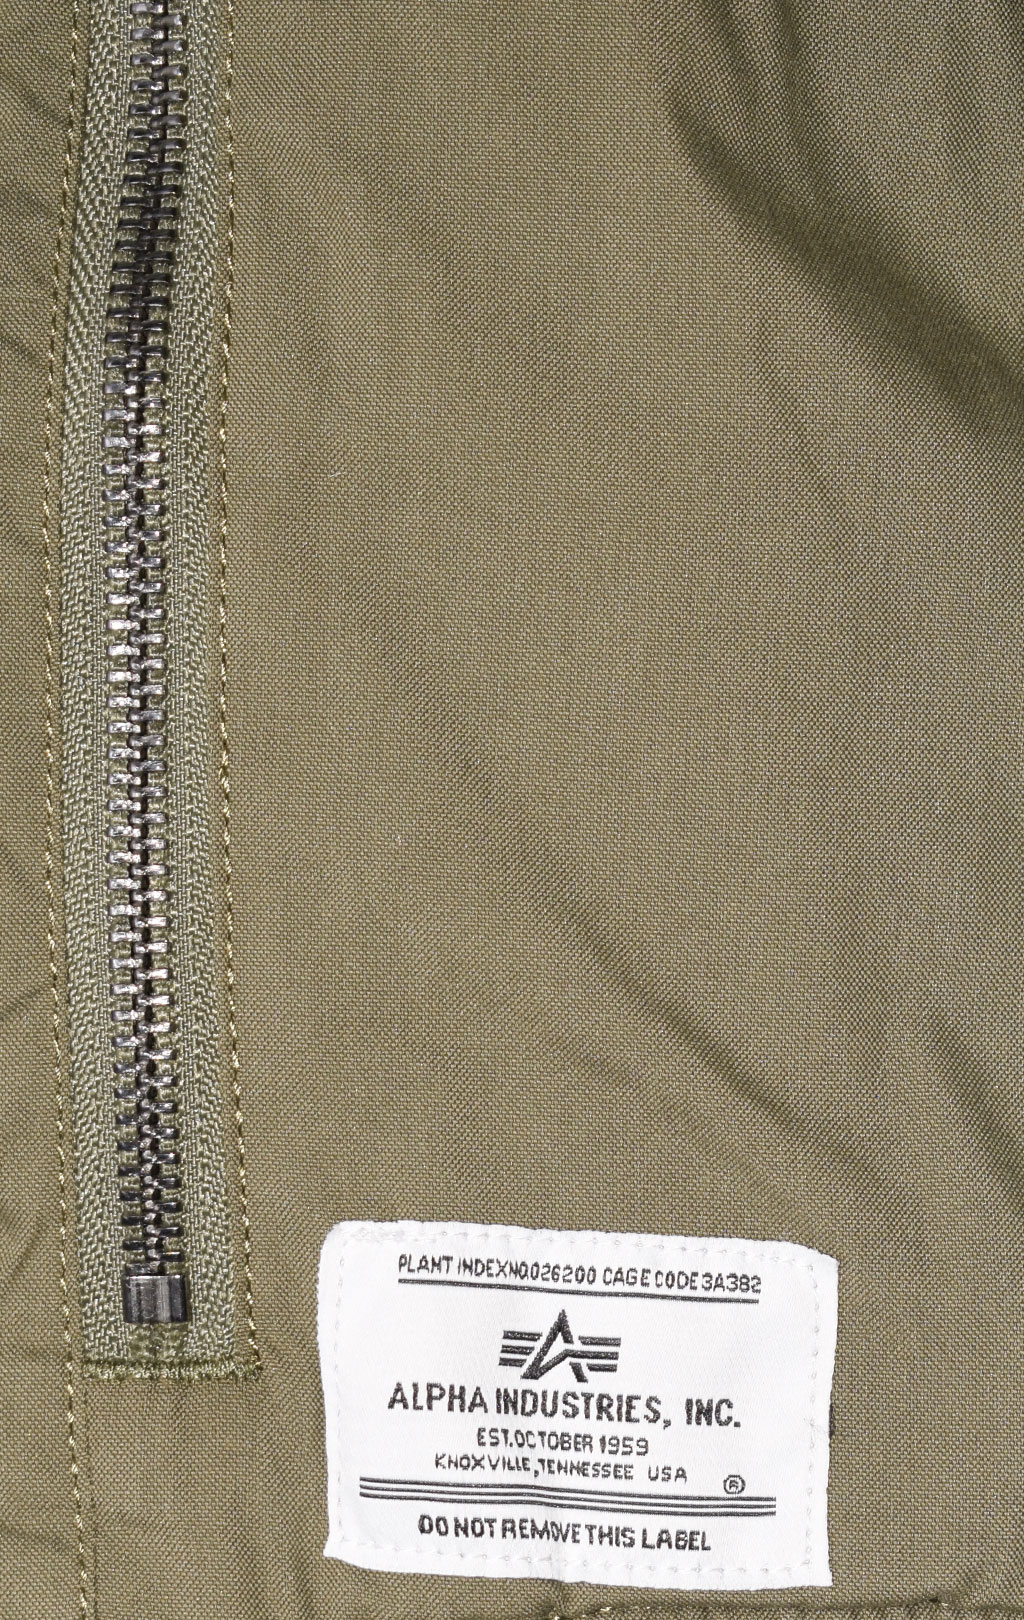 PLANT INDEX NO.026200 CAGE CODE 3A382
ALPHA INDUSTRIES, INC.
EST.OCTOBER 1959
KNOXVILLE, TENNESSEE USA
®
DO NOT REMOVE THIS LABEL